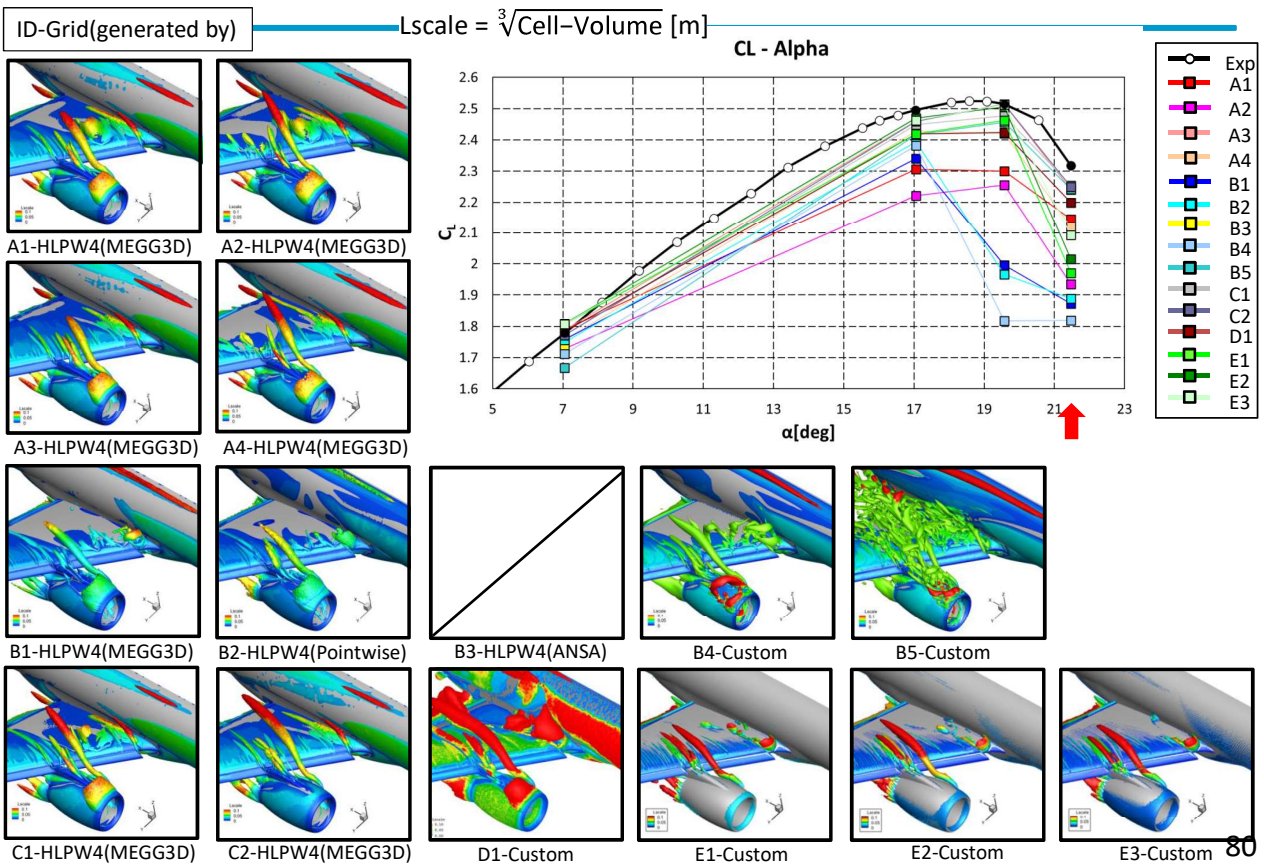 ID-Grid(generated by)
Lscale = ∛Cell−Volume [m]
CL - Alpha
2.6
2.5
2.4
2.3
2.2
2.1
2
1.9
1.8
1.7
1.6
CL
5 7 9 11 13 15 17 19 21 23
α[deg]
Exp
A1
A2
A3
A4
B1
B2
B3
B4
B5
C1
C2
D1
E1
E2
E3
A1-HLPW4(MEGG3D) A2-HLPW4(MEGG3D)
A3-HLPW4(MEGG3D) A4-HLPW4(MEGG3D)
B1-HLPW4(MEGG3D) B2-HLPW4(Pointwise) B3-HLPW4(ANSA) B4-Custom B5-Custom
C1-HLPW4(MEGG3D) C2-HLPW4(MEGG3D) D1-Custom E1-Custom E2-Custom E3-Custom
80